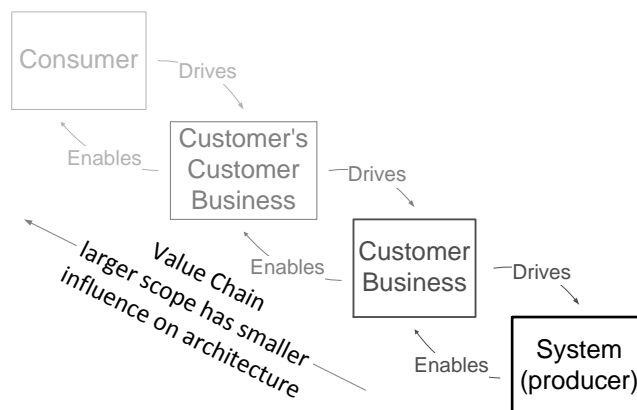 Consumer
Drives
Enables
Customer's
Customer
Business
Drives
Enables
Customer
Business
Drives
Enables
System
(producer)
Value Chain
larger scope has smaller
influence on architecture